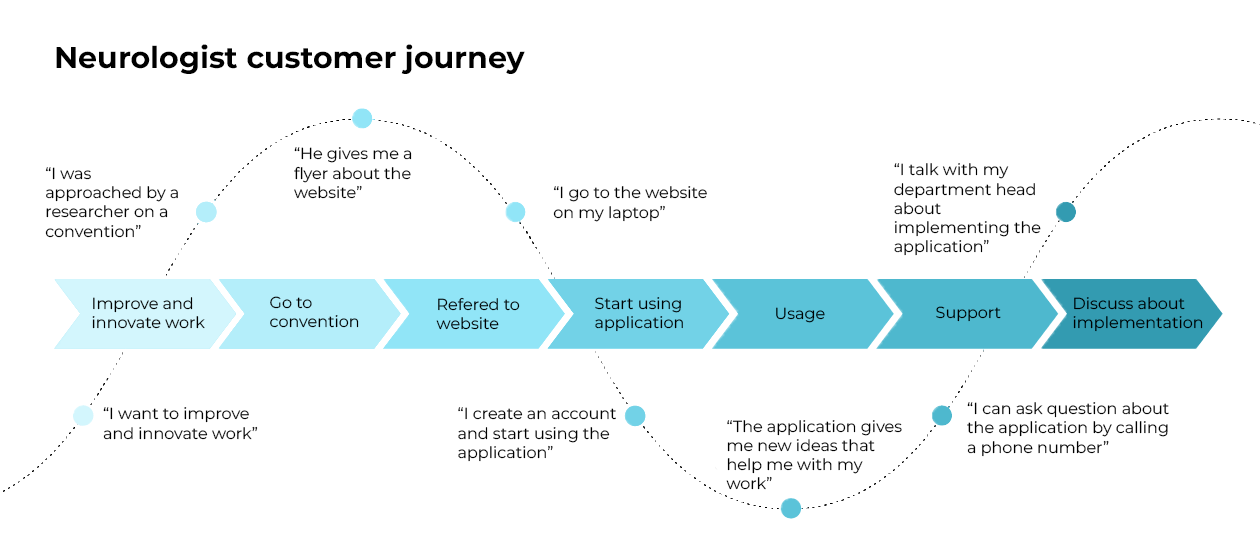 Neurologist customer journey
“I was
approached by a
researcher on a
convention”
“He gives me a
flyer about the
website”
“I go to the website
on my laptop”
“I talk with my
department head
about
implementing the
application”
Improve and
innovate work
Go to
convention
Refered to
website
Start using
application
Usage
Support
Discuss about
implementation
“I want to improve
and innovate work”
“I create an account
and start using the
application”
“The application gives
me new ideas that
help me with my
work”
“I can ask question about
the application by calling
a phone number”